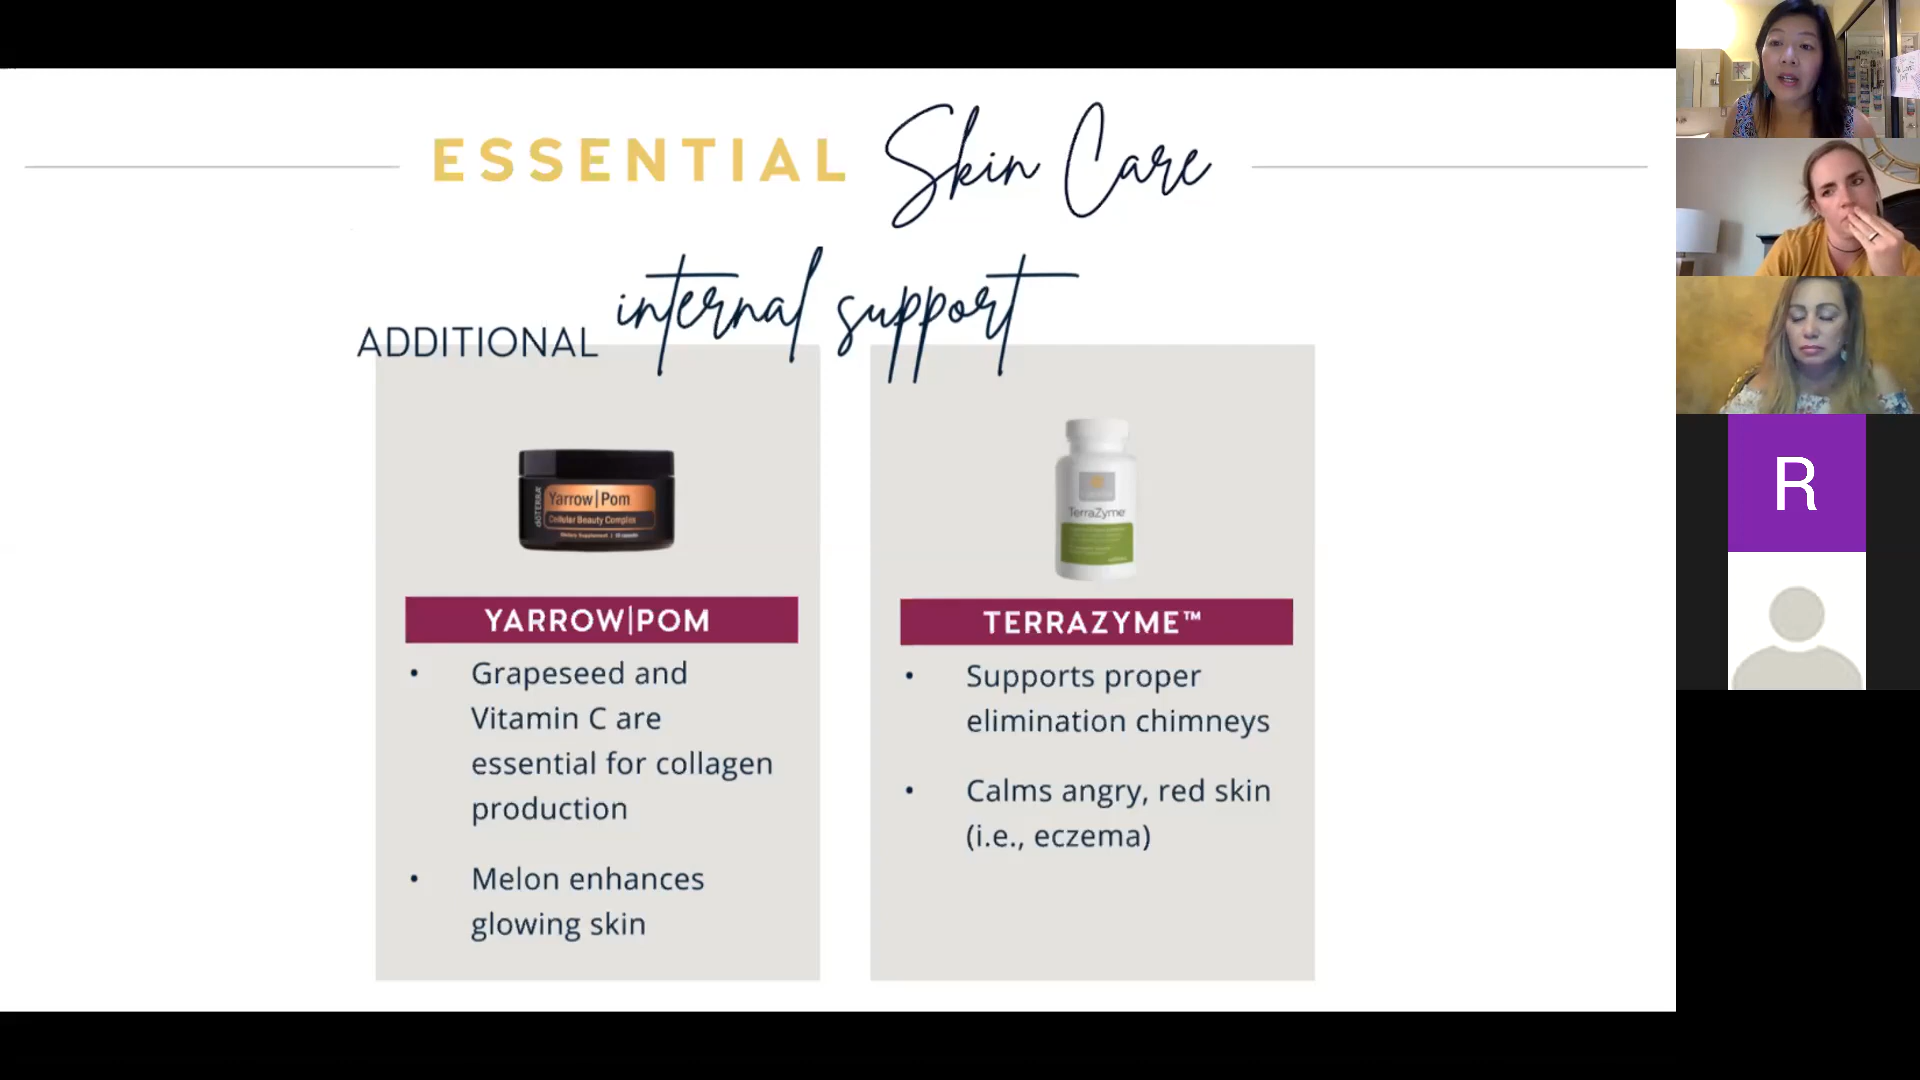 ESSENTIAL Skin Care
ADDITIONAL internal support
dōTERRA
Yarrow|Pom
Cellular Beauty Complex
TerraZyme
YARROW|POM
• Grapeseed and
Vitamin C are
essential for collagen
production
• Melon enhances
glowing skin
TERRAZYME™
• Supports proper
elimination chimneys
• Calms angry, red skin
(i.e., eczema)
R